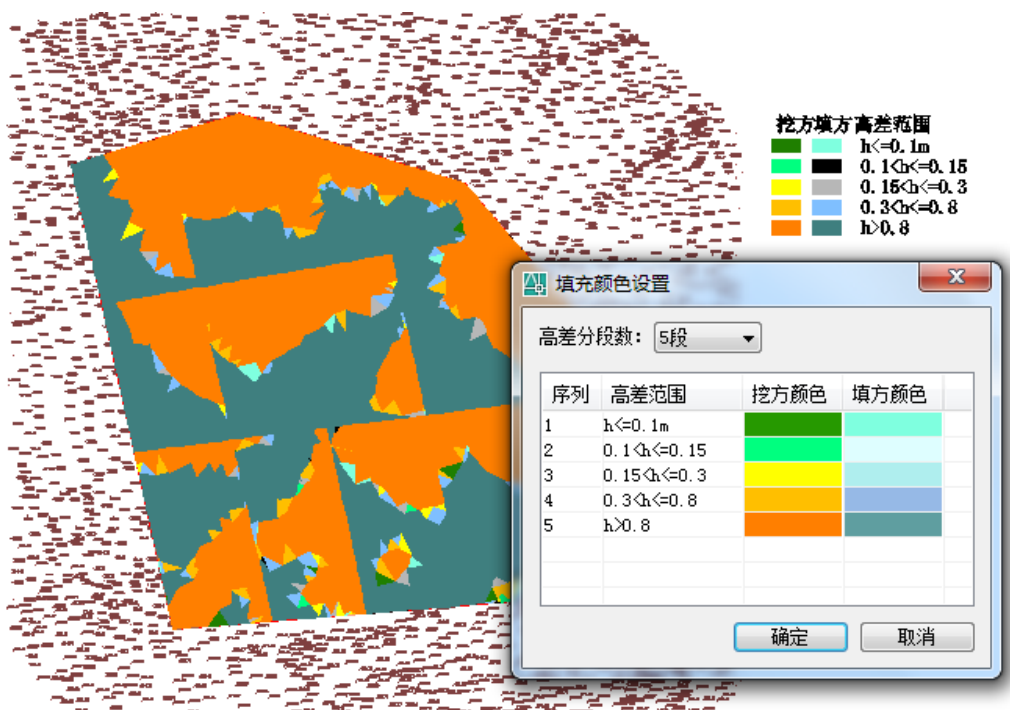 挖方填方高差范围
h<=0.1m
0.1<h<=0.15
0.15<h<=0.3
0.3<h<=0.8
h>0.8
填充颜色设置
高差分段数: 5段
序列 高差范围 挖方颜色 填方颜色
1 h<=0.1m
2 0.1<h<=0.15
3 0.15<h<=0.3
4 0.3<h<=0.8
5 h>0.8
确定 取消